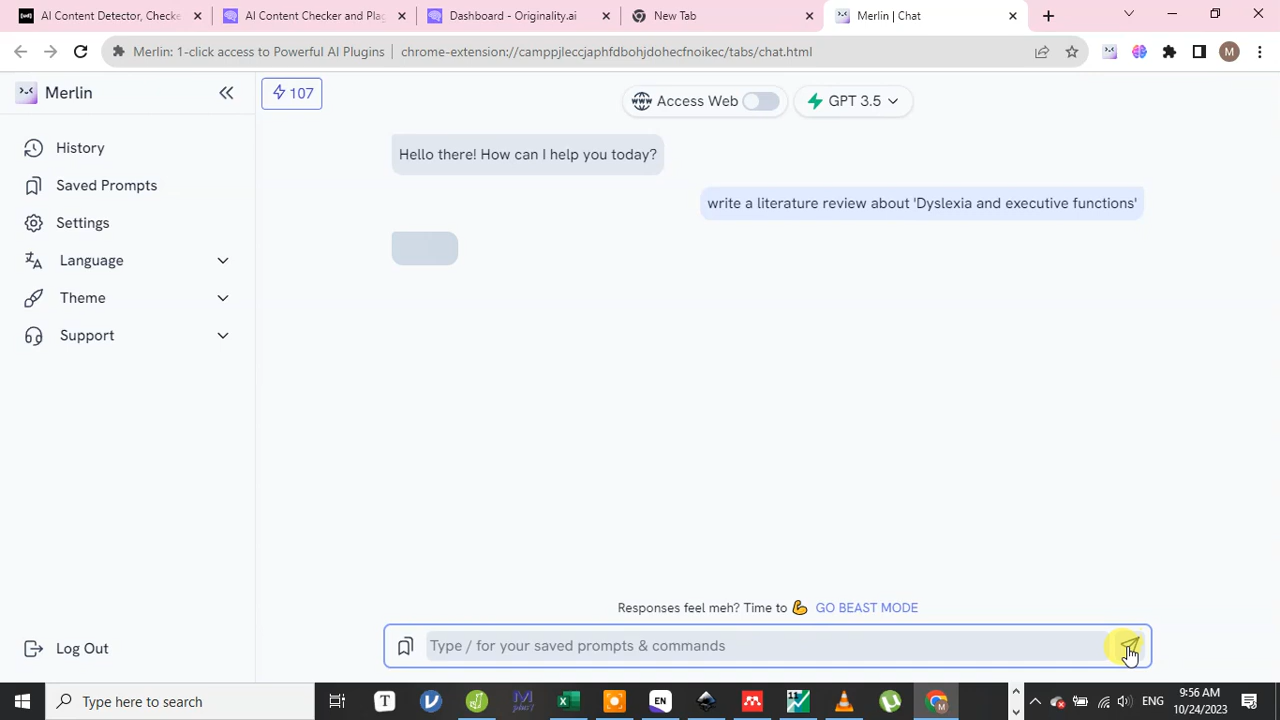 AI Content Detector, Checke
AI Content Checker and Plag
Dashboard - Originality.ai
New Tab
Merlin | Chat
Merlin: 1-click access to Powerful AI Plugins
chrome-extension://camppjleccjaphfdbohjdohecfnoikec/tabs/chat.html
M
Merlin
107
WWW Access Web
GPT 3.5
Hello there! How can I help you today?
History
write a literature review about 'Dyslexia and executive functions'
Saved Prompts
Settings
Language
Theme
Support
Responses feel meh? Time to 💪 GO BEAST MODE
Type / for your saved prompts & commands
Log Out
Type here to search
ENG
9:56 AM
10/24/2023